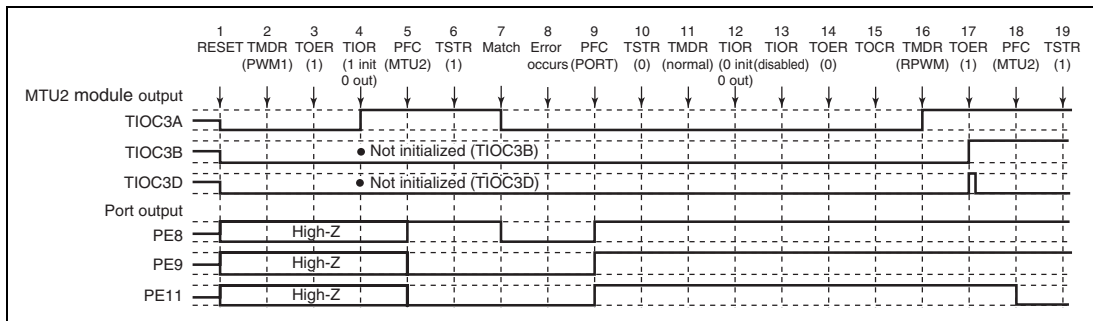 1 2 3 4 5 6 7 8 9 10 11 12 13 14 15 16 17 18 19
RESET TMDR TOER TIOR PFC TSTR Match Error PFC TSTR TMDR TIOR TIOR TOER TOCR TMDR TOER PFC TSTR
(PWM1) (1) (1 init (MTU2) (1) occurs (PORT) (0) (normal) (0 init (disabled) (0) (RPWM) (1) (MTU2) (1)
0 out) out)
MTU2 module output
TIOC3A
TIOC3B
● Not initialized (TIOC3B)
TIOC3D
● Not initialized (TIOC3D)
Port output
PE8
High-Z
PE9
High-Z
PE11
High-Z